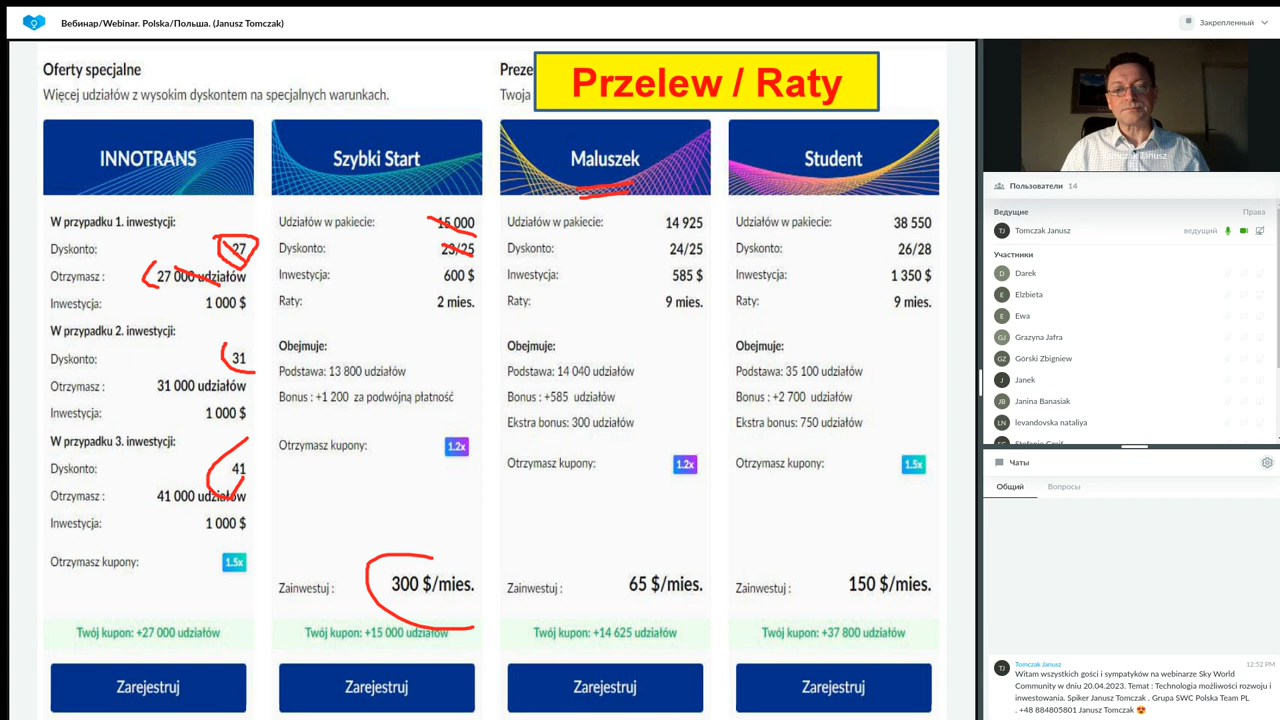 Вебинар/Webinar. Polska/Польша. (Janusz Tomczak)
Закрепленный
Oferty specjalne
Więcej udziałów z wysokim dyskontem na specjalnych warunkach.
Przelew / Raty
INNOTRANS
W przypadku 1. inwestycji:
Dyskonto: 27
Otrzymasz : 27 000 udziałów
Inwestycja: 1 000 $
W przypadku 2. inwestycji:
Dyskonto: 31
Otrzymasz : 31 000 udziałów
Inwestycja: 1 000 $
W przypadku 3. inwestycji:
Dyskonto: 41
Otrzymasz : 41 000 udziałów
Inwestycja: 1 000 $
Otrzymasz kupony: 1.5x
Twój kupon: +27 000 udziałów
Zarejestruj
Szybki Start
Udziałów w pakiecie: 15 000
Dyskonto: 23/25
Inwestycja: 600 $
Raty: 2 mies.
Obejmuje:
Podstawa: 13 800 udziałów
Bonus : +1 200 za podwójną płatność
Otrzymasz kupony: 1.2x
Zainwestuj : 300 $/mies.
Twój kupon: +15 000 udziałow
Zarejestruj
Maluszek
Udziałów w pakiecie: 14 925
Dyskonto: 24/25
Inwestycja: 585 $
Raty: 9 mies.
Obejmuje:
Podstawa: 14 040 udziałów
Bonus : +585 udziałów
Ekstra bonus: 300 udziałów
Otrzymasz kupony: 1.2x
Zainwestuj : 65 $/mies.
Twój kupon: +14 625 udziałów
Zarejestruj
Student
Udziałów w pakiecie: 38 550
Dyskonto: 26/28
Inwestycja: 1 350 $
Raty: 9 mies.
Obejmuje:
Podstawa: 35 100 udziałów
Bonus : +2 700 udziałów
Ekstra bonus: 750 udziałów
Otrzymasz kupony: 1.5x
Zainwestuj : 150 $/mies.
Twój kupon: +37 800 udziałów
Zarejestruj
Пользователи 14
Ведущие Права
TJ Tomczak Janusz ведущий
Участники
D Darek
E Elzbieta
E Ewa
GJ Grazyna Jafra
GZ Górski Zbigniew
J Janek
JB Janina Banasiak
LN levandovska nataliya
Чаты
Общий Вопросы
TJ Tomczak Janusz 12:52 PM
Witam wszystkich gości i sympatyków na webinarze Sky World
Community w dniu 20.04.2023. Temat : Technologia możliwości rozwoju i
inwestowania. Spiker Janusz Tomczak . Grupa SWC Polska Team PL
. +48 884805801 Janusz Tomczak 😍